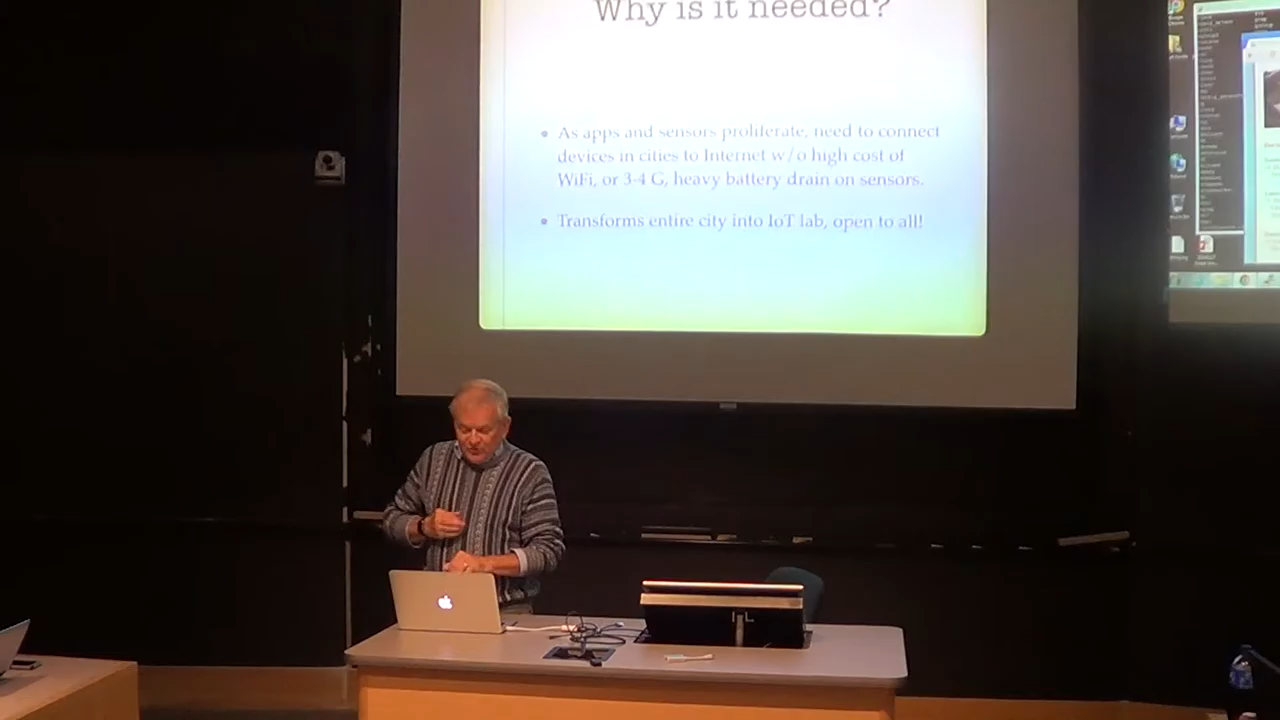 Why is it needed?
As apps and sensors proliferate, need to connect
devices in cities to Internet w/o high cost of
WiFi, or 3-4 G, heavy battery drain on sensors.
Transforms entire city into IoT lab, open to all!